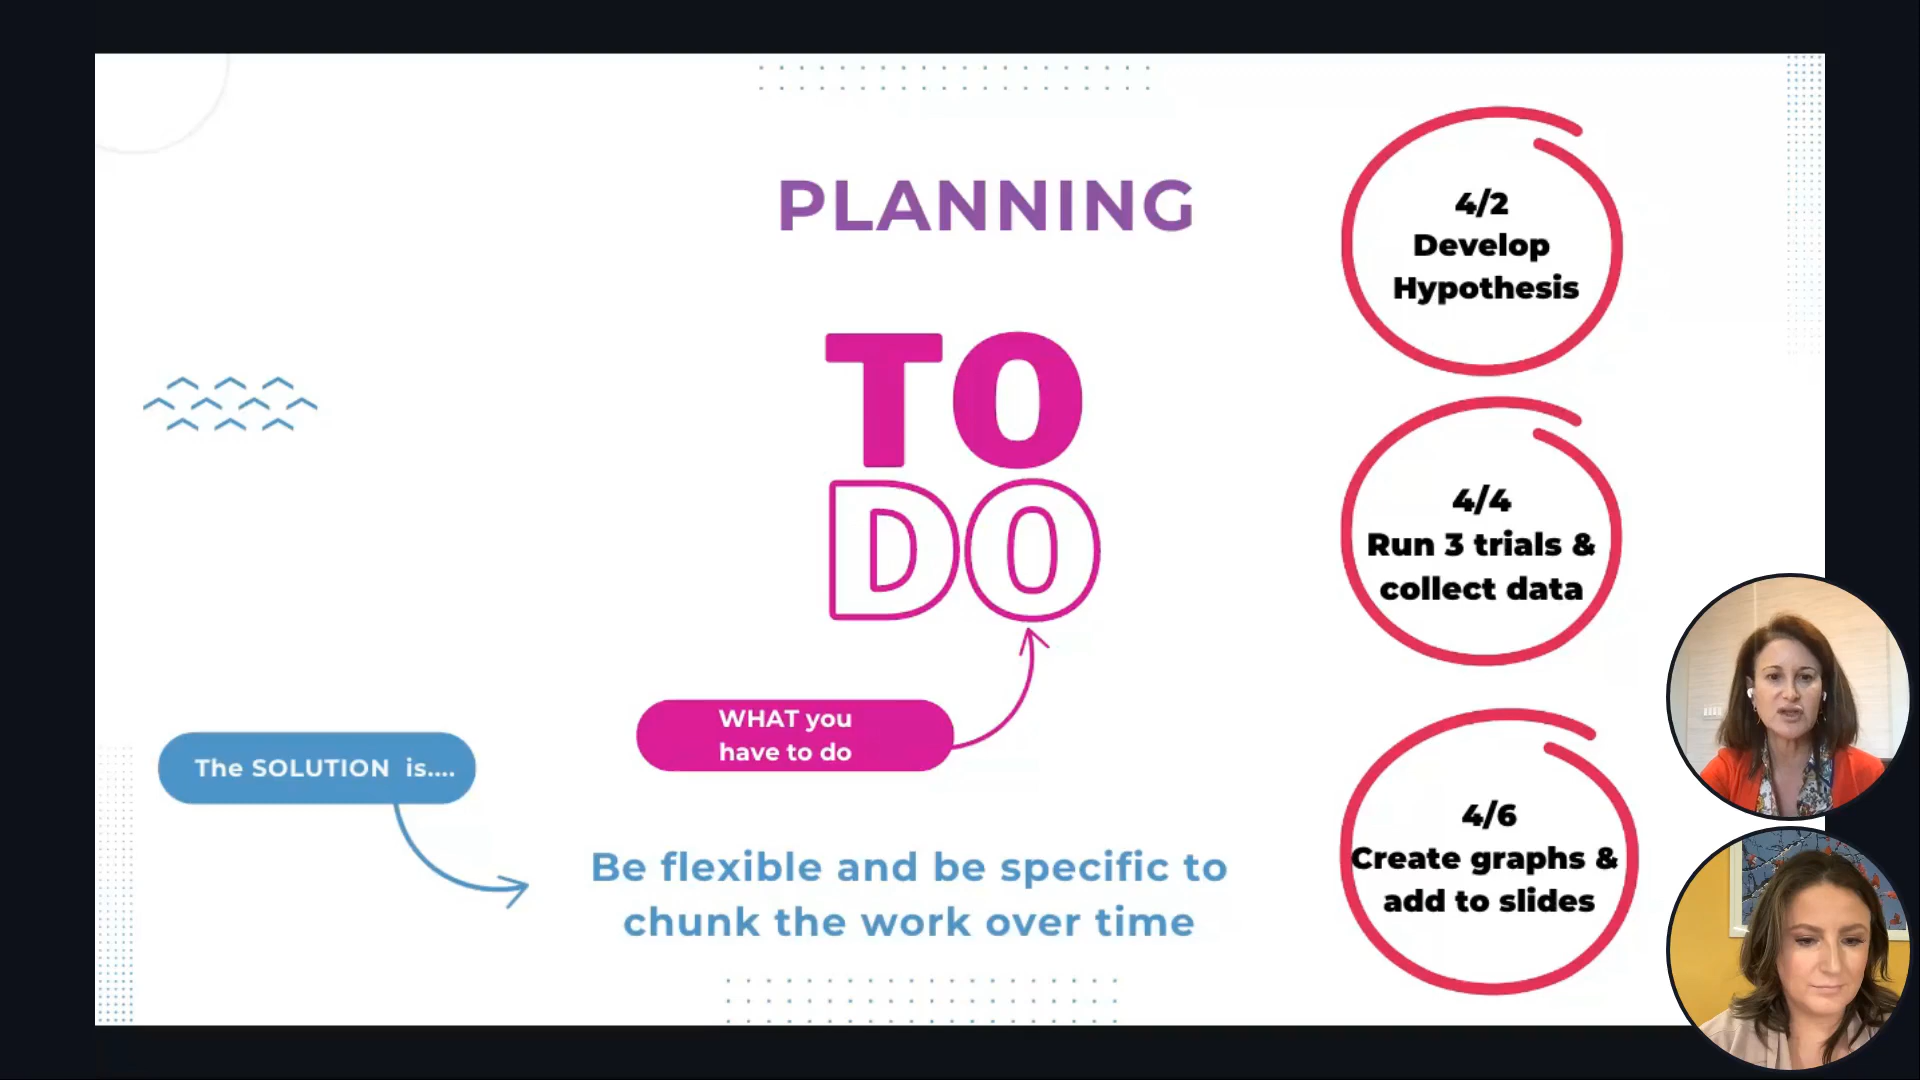 PLANNING
TO
DO
WHAT you
have to do
The SOLUTION is....
Be flexible and be specific to
chunk the work over time
4/2
Develop
Hypothesis
4/4
Run 3 trials &
collect data
4/6
Create graphs &
add to slides